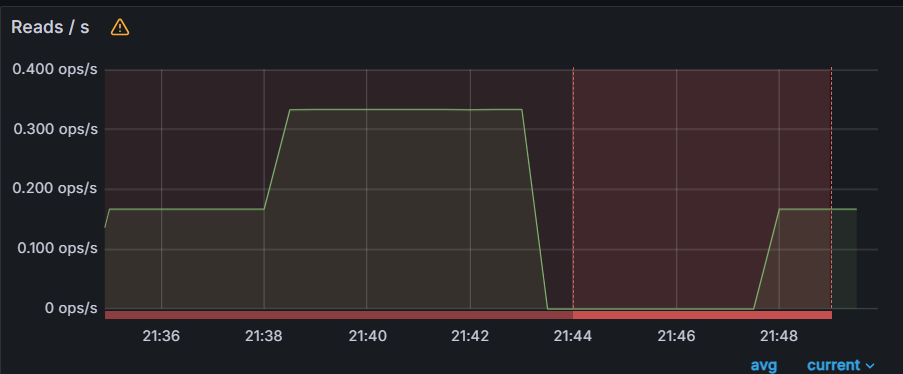 Reads / s
0.400 ops/s
0.300 ops/s
0.200 ops/s
0.100 ops/s
0 ops/s
21:36 21:38 21:40 21:42 21:44 21:46 21:48
avg current